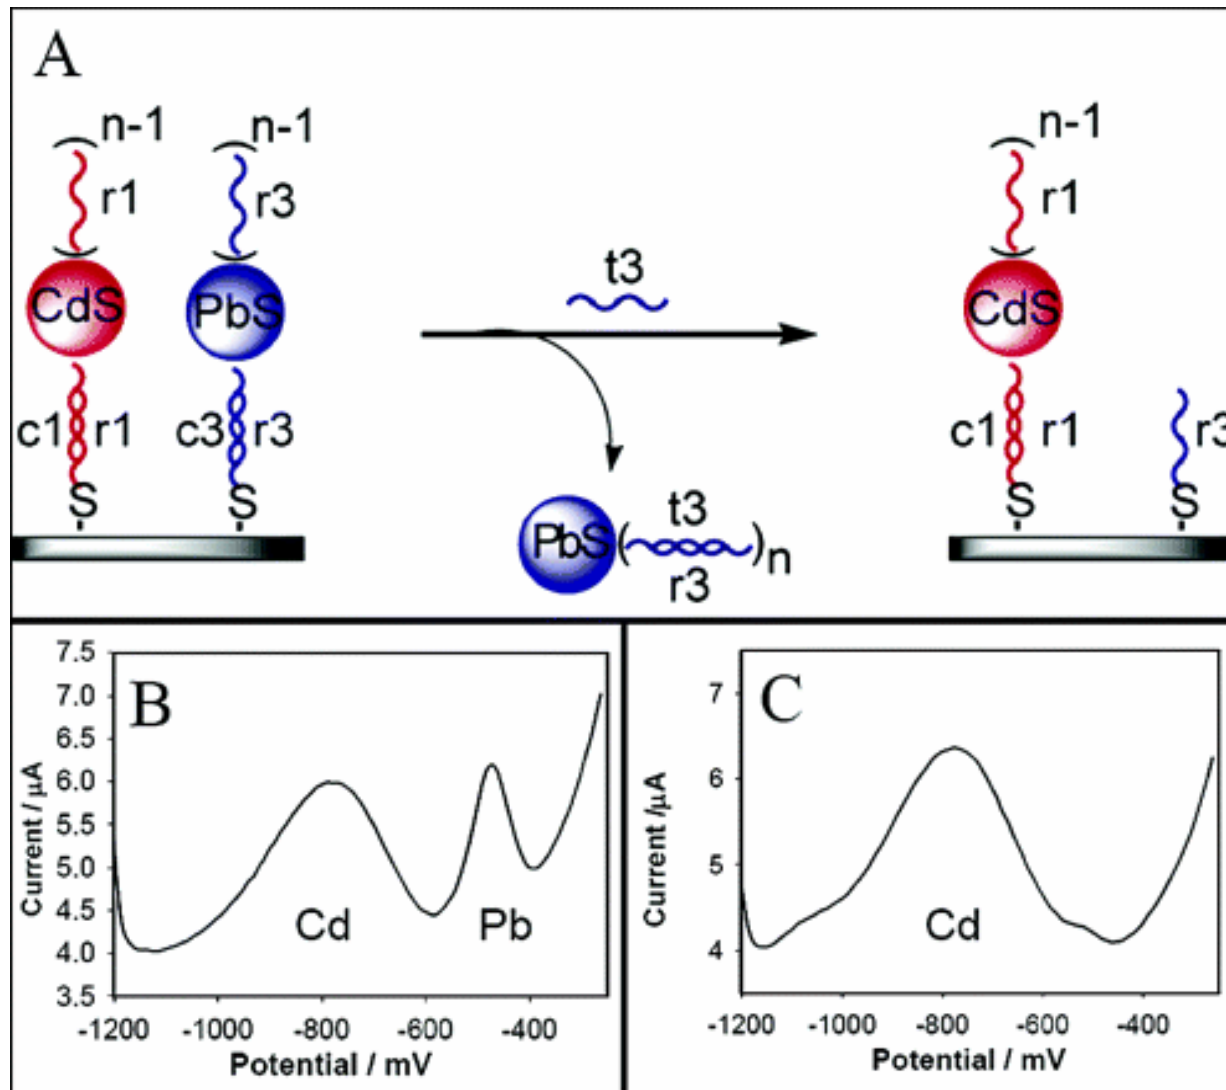 A
n-1 n-1
r1 r3
CdS PbS
c1 r1 c3 r3
S S
t3
PbS ( t3 ) n
r3
n-1
r1
CdS
c1 r1 r3
S S
B
7.5
7.0
6.5
6.0
5.5
5.0
4.5
4.0
3.5
Current / μA
Cd Pb
-1200 -1000 -800 -600 -400
Potential / mV
C
7
6
5
4
Current /μA
Cd
-1200 -1000 -800 -600 -400
Potential / mV